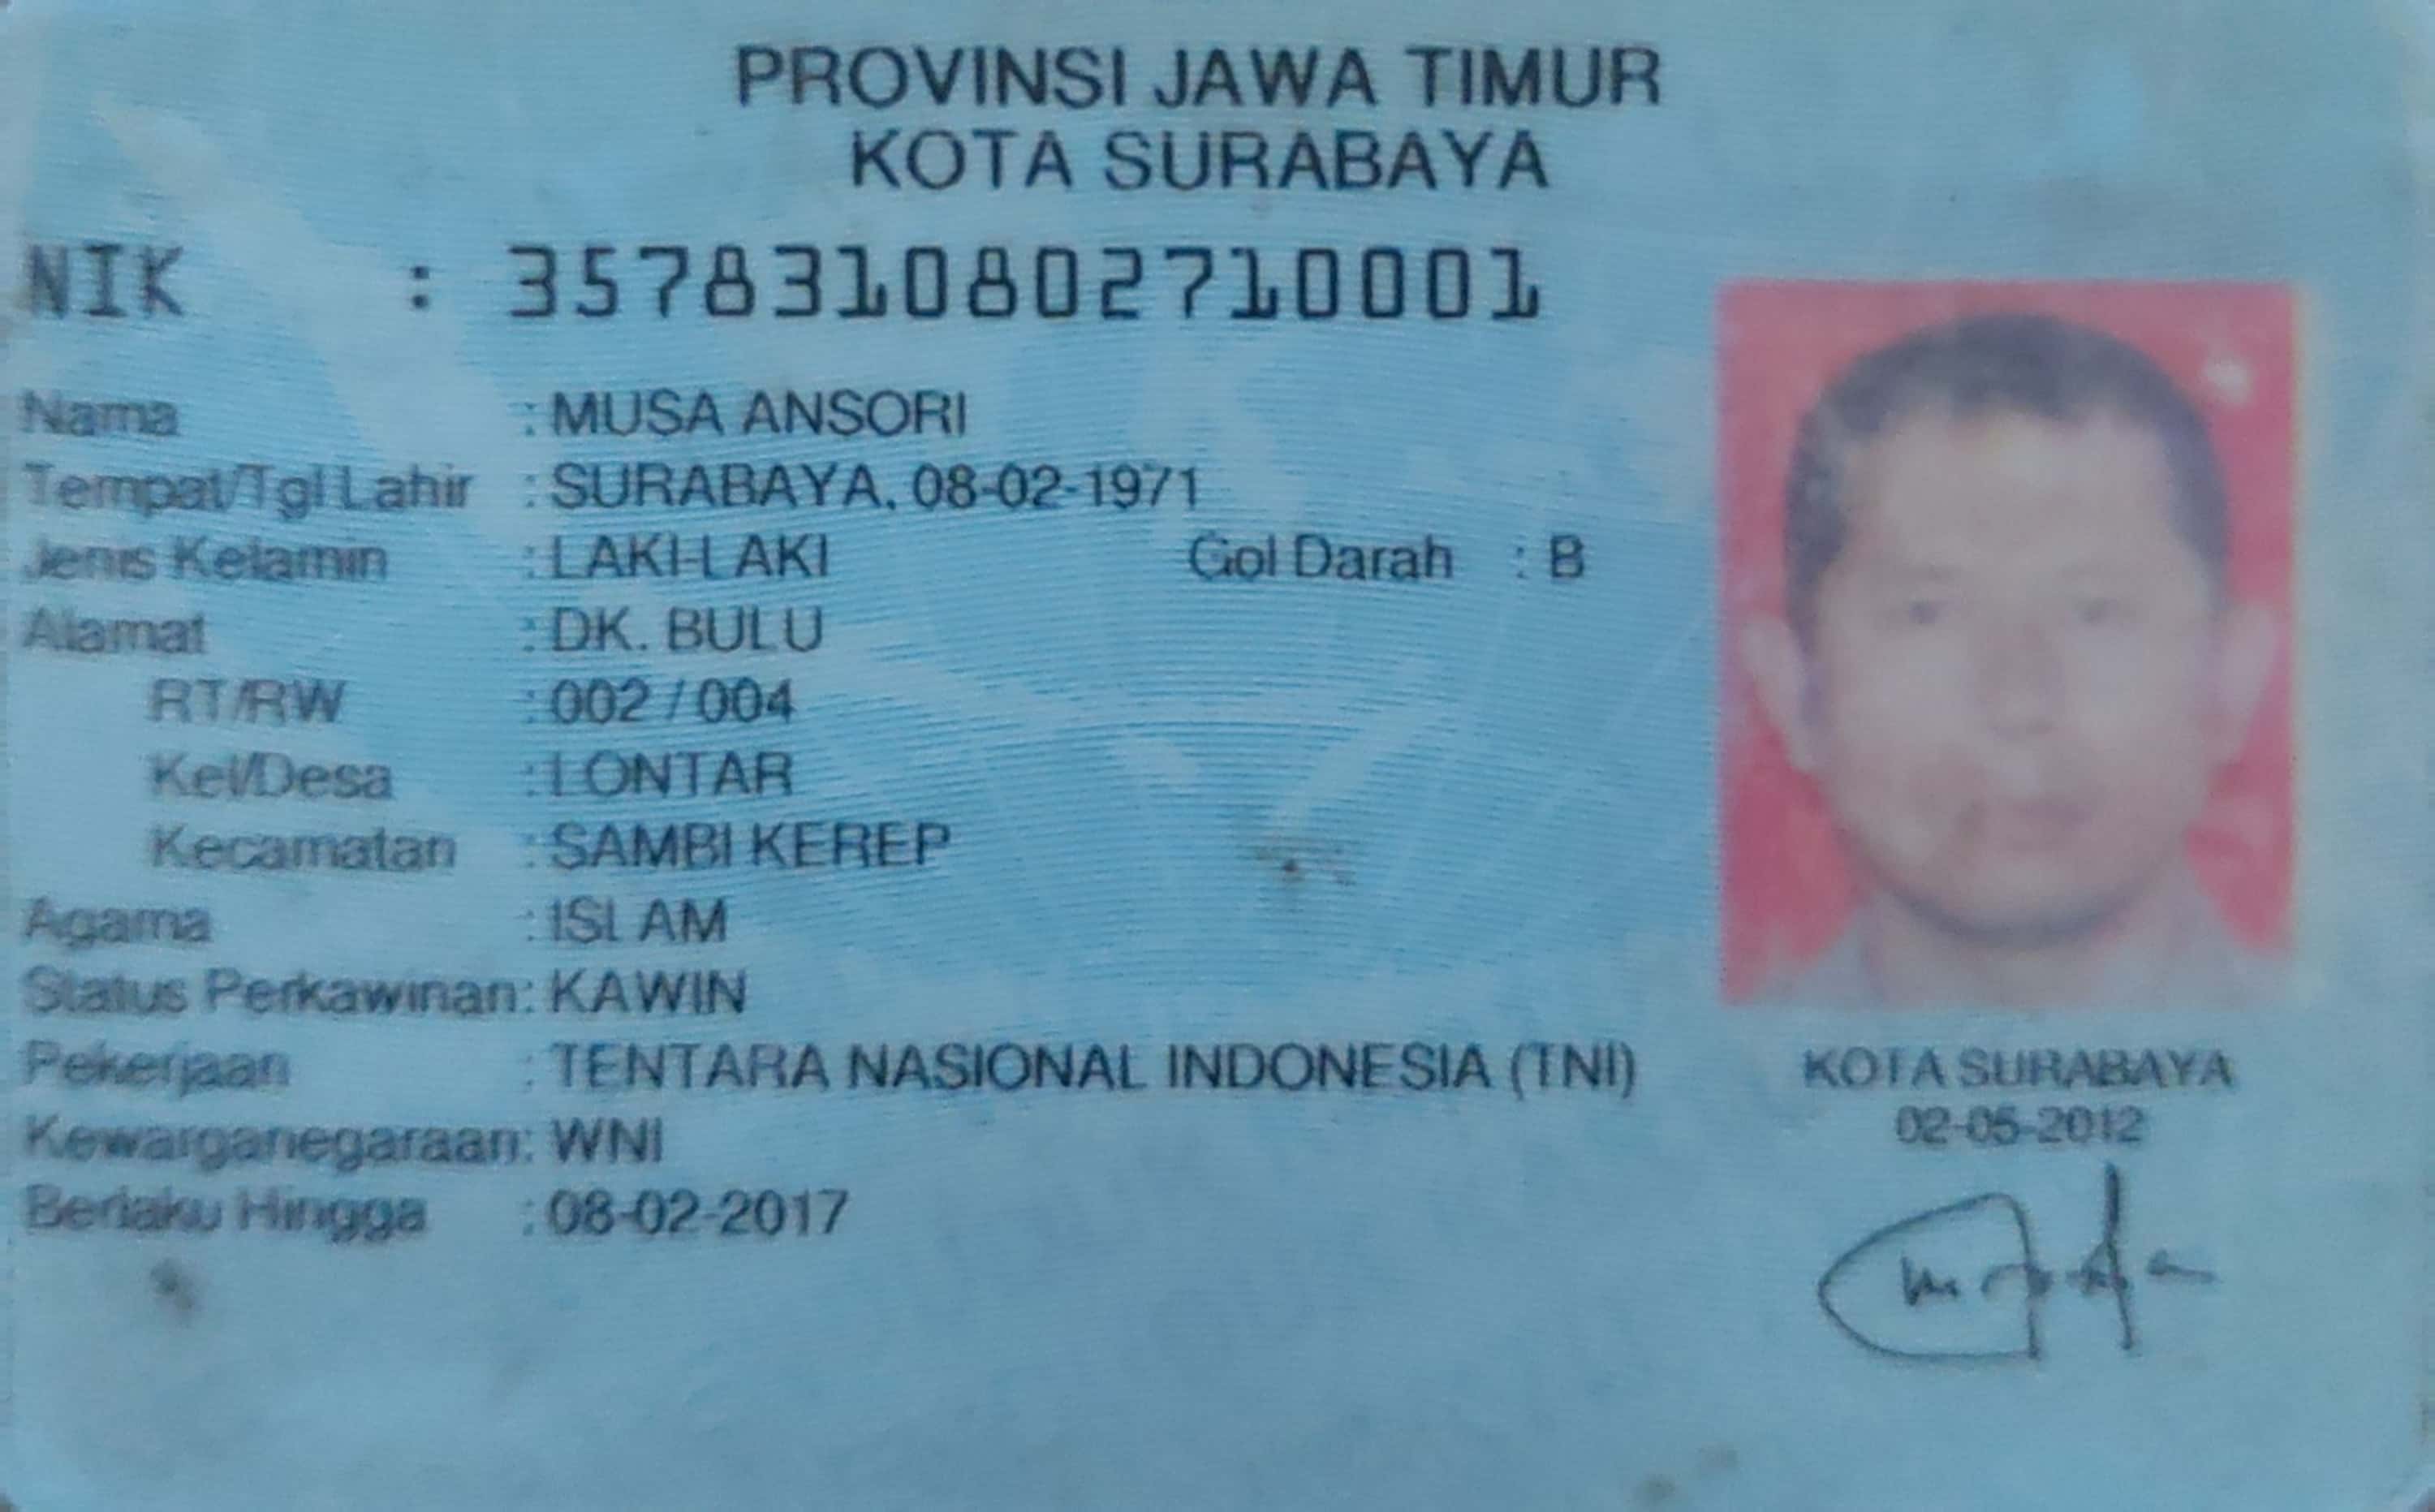 PROVINSI JAWA TIMUR
KOTA SURABAYA
NIK : 3578310802710001
Nama : MUSA ANSORI
Tempat/Tgl Lahir : SURABAYA, 08-02-1971
Jenis Kelamin : LAKI-LAKI Gol Darah : B
Alamat : DK. BULU
RT/RW : 002 / 004
Kel/Desa : LONTAR
Kecamatan : SAMBI KEREP
Agama : ISLAM
Status Perkawinan : KAWIN
Pekerjaan : TENTARA NASIONAL INDONESIA (TNI)
Kewarganegaraan : WNI
Berlaku Hingga : 08-02-2017
KOTA SURABAYA
02-05-2012